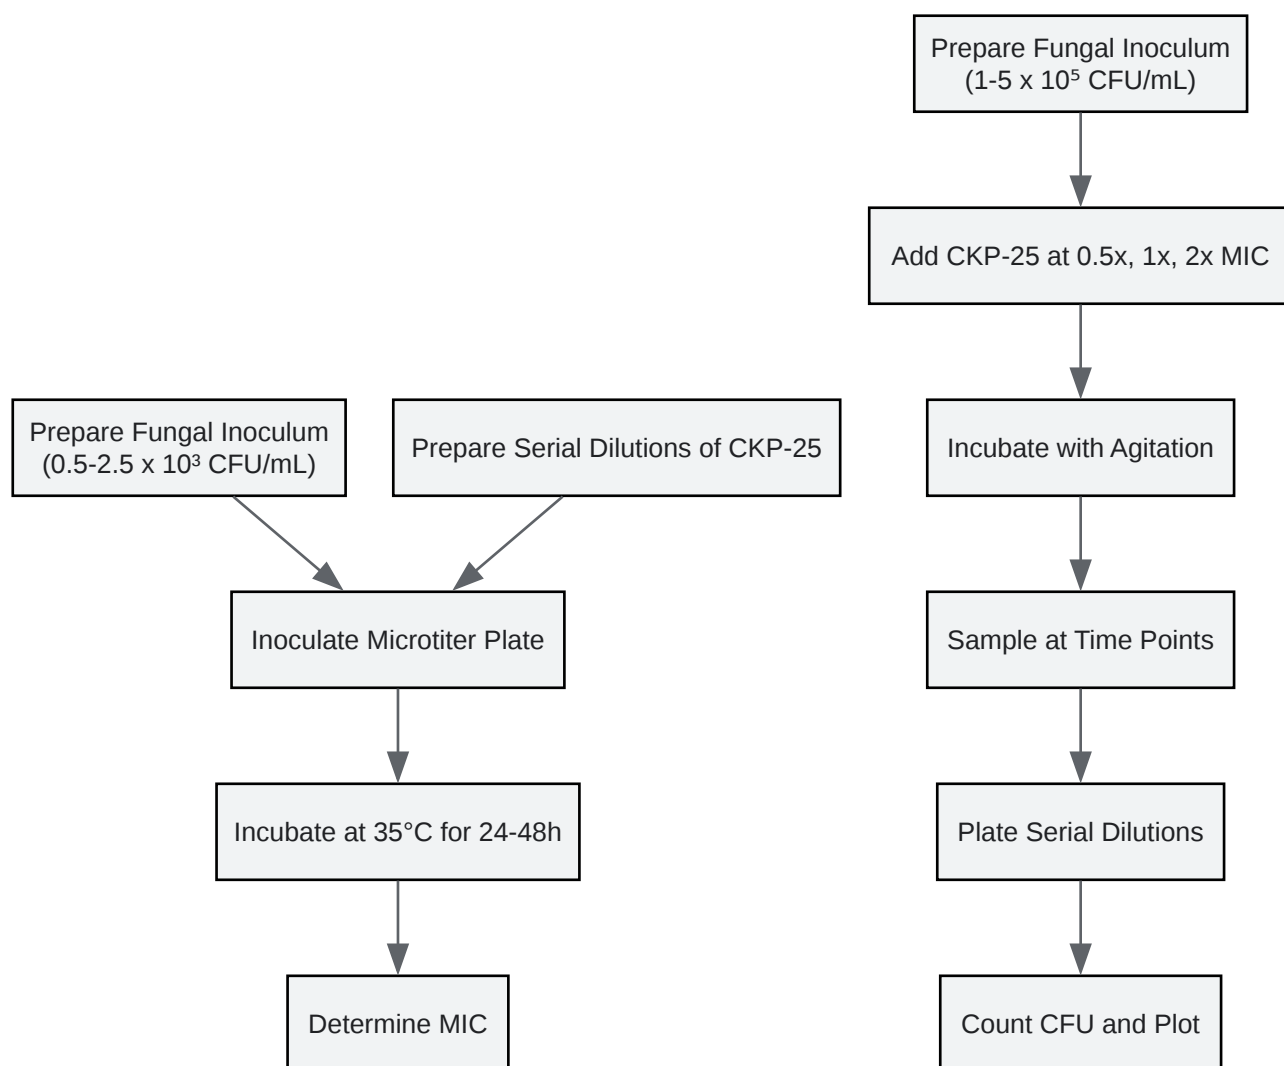 Prepare Fungal Inoculum
(0.5-2.5 x 10³ CFU/mL)
Prepare Serial Dilutions of CKP-25
Inoculate Microtiter Plate
Incubate at 35°C for 24-48h
Determine MIC
Prepare Fungal Inoculum
(1-5 x 10⁵ CFU/mL)
Add CKP-25 at 0.5x, 1x, 2x MIC
Incubate with Agitation
Sample at Time Points
Plate Serial Dilutions
Count CFU and Plot